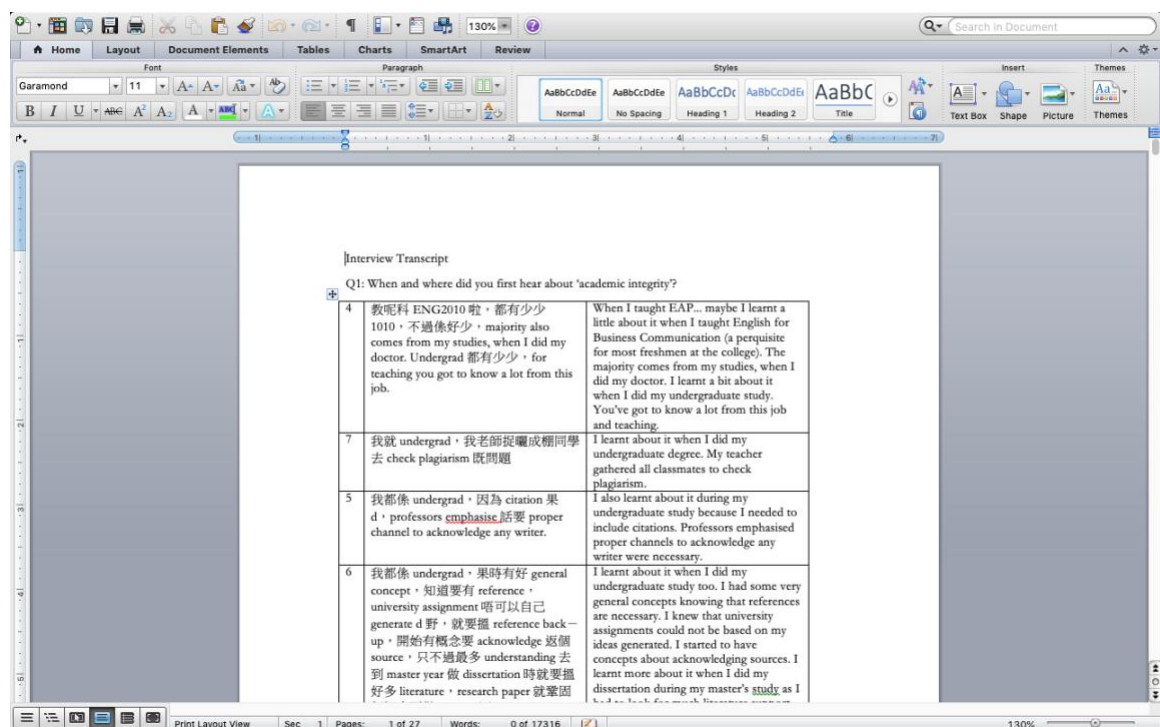 130%
Search in Document
Home Layout Document Elements Tables Charts SmartArt Review
Font Paragraph Styles Insert Themes
Garamond 11
AaBbCcDdEe AaBbCcDdEe AaBbCcDc AaBbCcDdEe AaBbC
Normal No Spacing Heading 1 Heading 2 Title
Text Box Shape Picture Themes
Interview Transcript
Q1: When and where did you first hear about 'academic integrity'?
4
教呢科 ENG2010 啦，都有少少
1010，不過係好少，majority also
comes from my studies, when I did my
doctor. Undergrad 都有少少，for
teaching you got to know a lot from this
job.
When I taught EAP... maybe I learnt a
little about it when I taught English for
Business Communication (a perquisite
for most freshmen at the college). The
majority comes from my studies, when I
did my doctor. I learnt a bit about it
when I did my undergraduate study.
You've got to know a lot from this job
and teaching.
7
我就 undergrad，我老師捉曬成棚同學
去 check plagiarism 既問題
I learnt about it when I did my
undergraduate degree. My teacher
gathered all classmates to check
plagiarism.
5
我都係 undergrad，因為 citation 果
d，professors emphasise 話要 proper
channel to acknowledge any writer.
I also learnt about it during my
undergraduate study because I needed to
include citations. Professors emphasised
proper channels to acknowledge any
writer were necessary.
6
我都係 undergrad，果時有好 general
concept，知道要有 reference，
university assignment 唔可以自己
generate d 野，就要搵 reference back-
up，開始有概念要 acknowledge 返個
source，只不過最多 understanding 去
到 master year 做 dissertation 時就要搵
好多 literature，research paper 就鞏固
I learnt about it when I did my
undergraduate study too. I had some very
general concepts knowing that references
are necessary. I knew that university
assignments could not be based on my
ideas generated. I started to have
concepts about acknowledging sources. I
learnt more about it when I did my
dissertation during my master's study as I
had to look for much literature support
Print Layout View Sec 1 Pages: 1 of 27 Words: 0 of 17316 130%